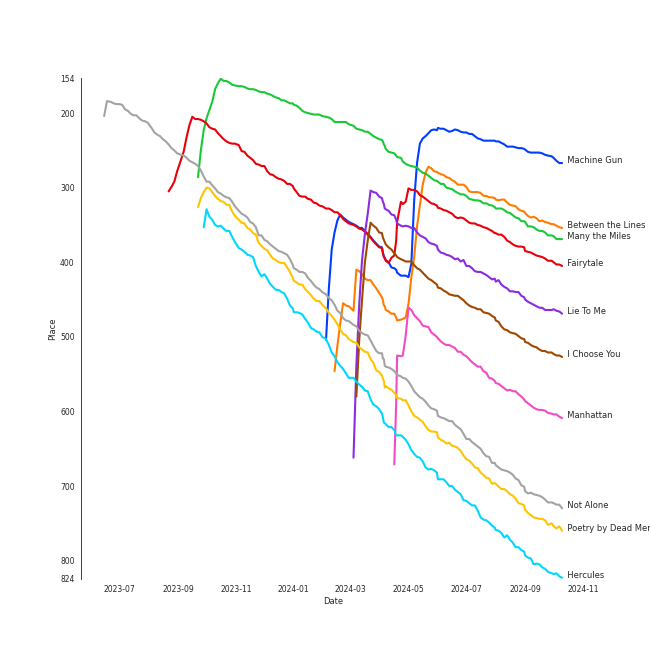 154
200
300
400
500
600
700
800
824
Place
2023-07
2023-09
2023-11
2024-01
2024-03
2024-05
2024-07
2024-09
2024-11
Date
Machine Gun
Between the Lines
Many the Miles
Fairytale
Lie To Me
I Choose You
Manhattan
Not Alone
Poetry by Dead Mer
Hercules